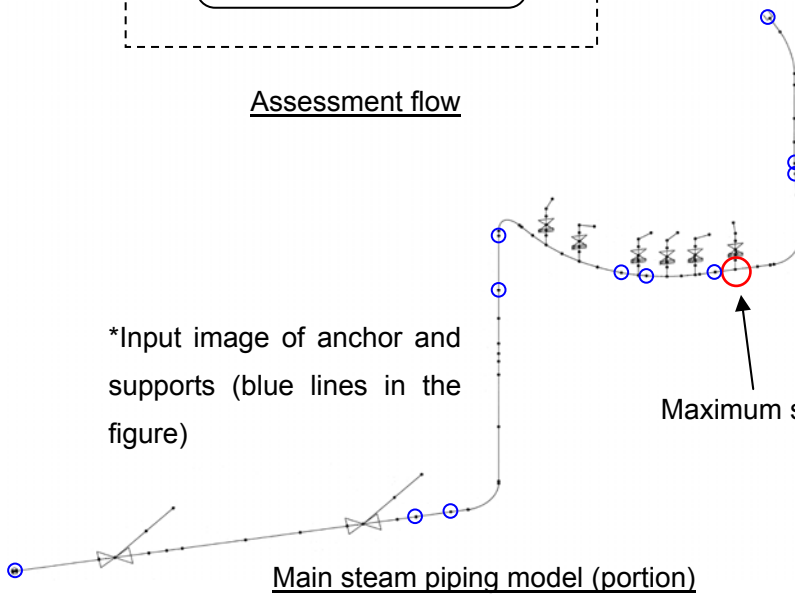 Assessment flow
*Input image of anchor and
supports (blue lines in the
figure)
Maximum s
Main steam piping model (portion)